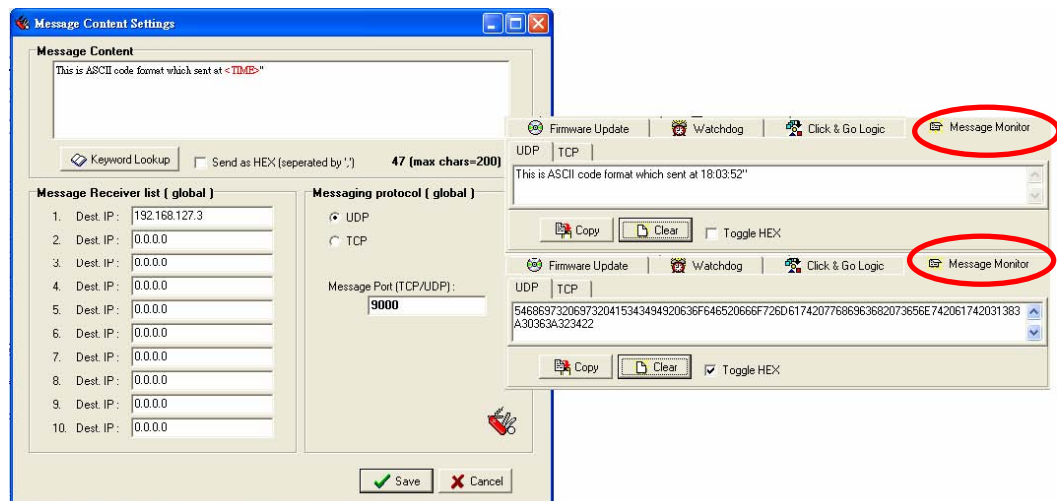 Message Content Settings
Message Content
This is ASCII code format which sent at <TIME>"
Keyword Lookup
Send as HEX (seperated by ',')
47 (max chars=200)
Message Receiver list ( global )
1. Dest. IP : 192.168.127.3
2. Dest. IP : 0.0.0.0
3. Dest. IP : 0.0.0.0
4. Dest. IP : 0.0.0.0
5. Dest. IP : 0.0.0.0
6. Dest. IP : 0.0.0.0
7. Dest. IP : 0.0.0.0
8. Dest. IP : 0.0.0.0
9. Dest. IP : 0.0.0.0
10. Dest. IP : 0.0.0.0
Messaging protocol ( global )
UDP
TCP
Message Port (TCP/UDP) :
9000
Save Cancel
Firmware Update Watchdog Click & Go Logic Message Monitor
UDP TCP
This is ASCII code format which sent at 18:03:52"
Copy Clear Toggle HEX
Firmware Update Watchdog Click & Go Logic Message Monitor
UDP TCP
5468697320697320415343494920636F646520666F726D61742077686963682073656E742061742031383
A30363A323422
Copy Clear Toggle HEX